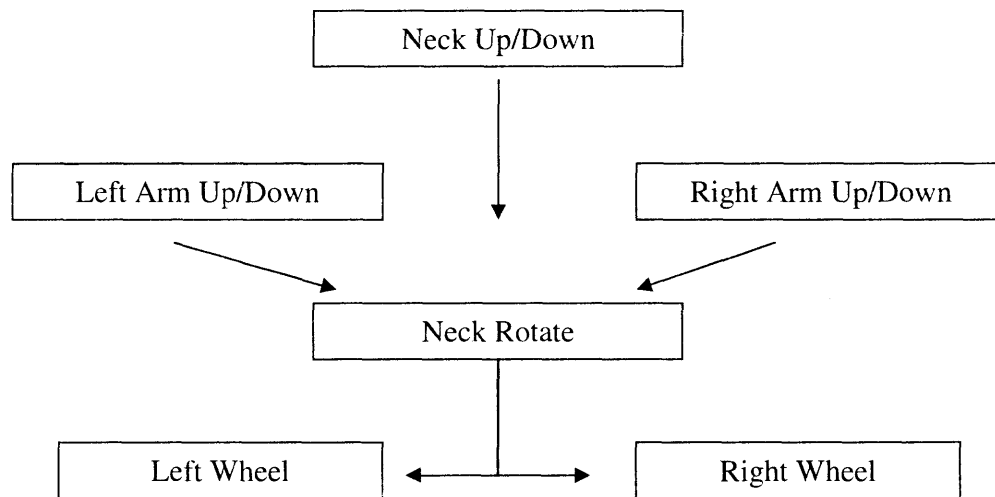 Neck Up/Down
Left Arm Up/Down
Right Arm Up/Down
Neck Rotate
Left Wheel
Right Wheel